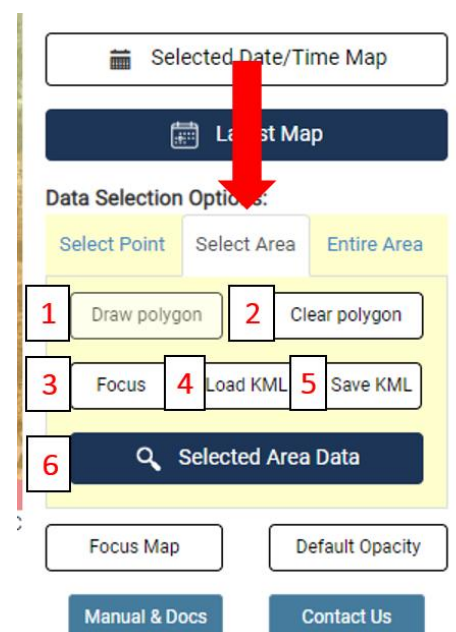 Selected Date/Time Map
Latest Map
Data Selection Options:
Select Point Select Area Entire Area
1 Draw polygon 2 Clear polygon
3 Focus 4 Load KML 5 Save KML
6 Selected Area Data
Focus Map Default Opacity
Manual & Docs Contact Us